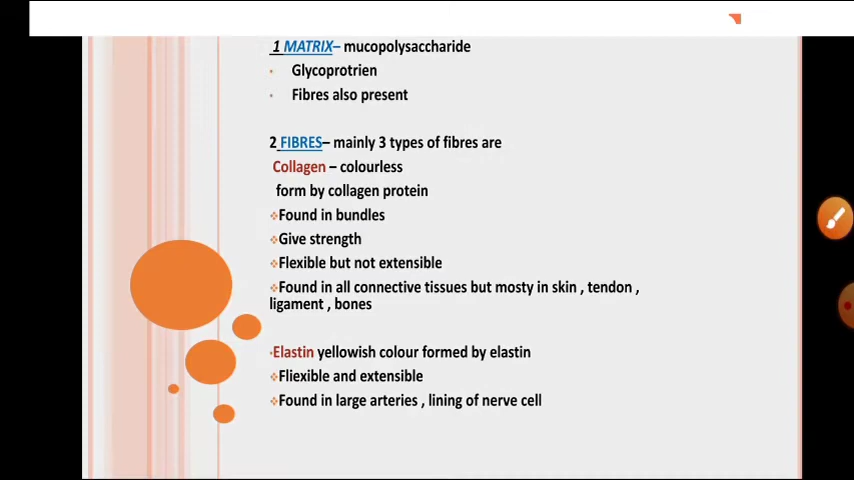 1 MATRIX– mucopolysaccharide
• Glycoprotrien
• Fibres also present
2 FIBRES– mainly 3 types of fibres are
Collagen – colourless
form by collagen protein
❖Found in bundles
❖Give strength
❖Flexible but not extensible
❖Found in all connective tissues but mosty in skin , tendon ,
ligament , bones
•Elastin yellowish colour formed by elastin
❖Fliexible and extensible
❖Found in large arteries , lining of nerve cell